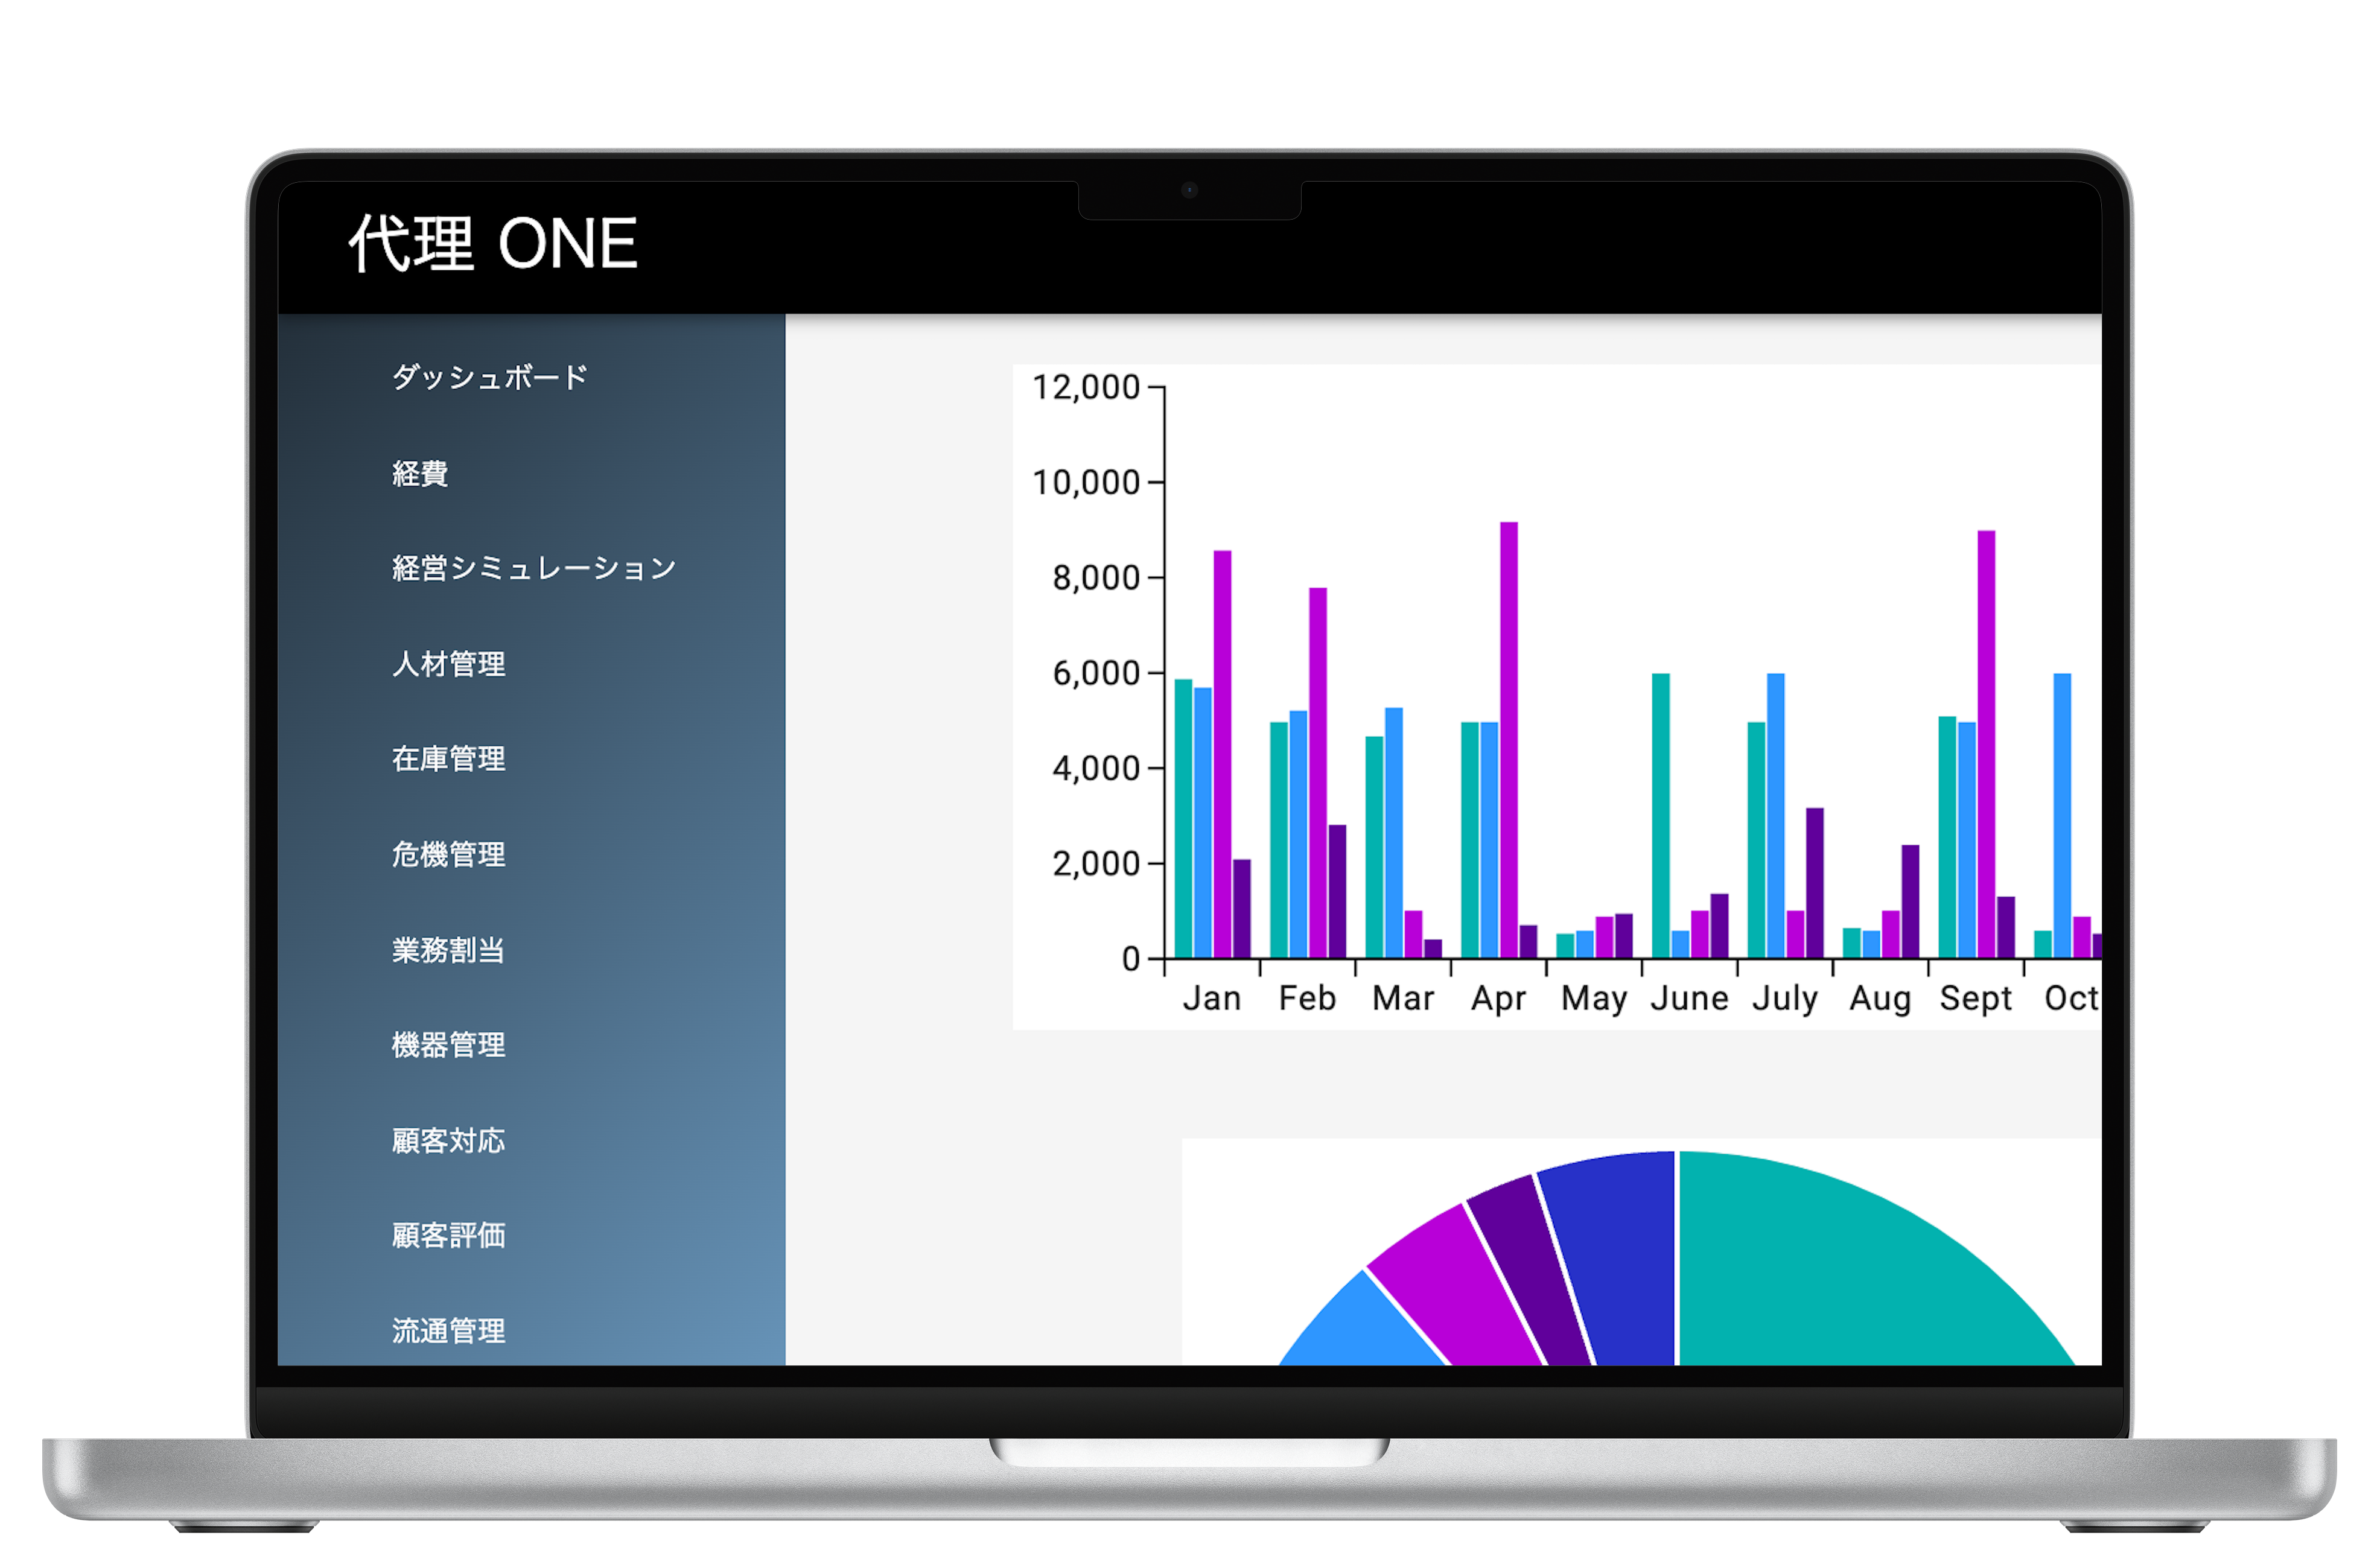 代理 ONE
ダッシュボード
経費
経営シミュレーション
人材管理
在庫管理
危機管理
業務割当
機器管理
顧客対応
顧客評価
流通管理
12,000
10,000
8,000
6,000
4,000
2,000
0
Jan Feb Mar Apr May June July Aug Sept Oct